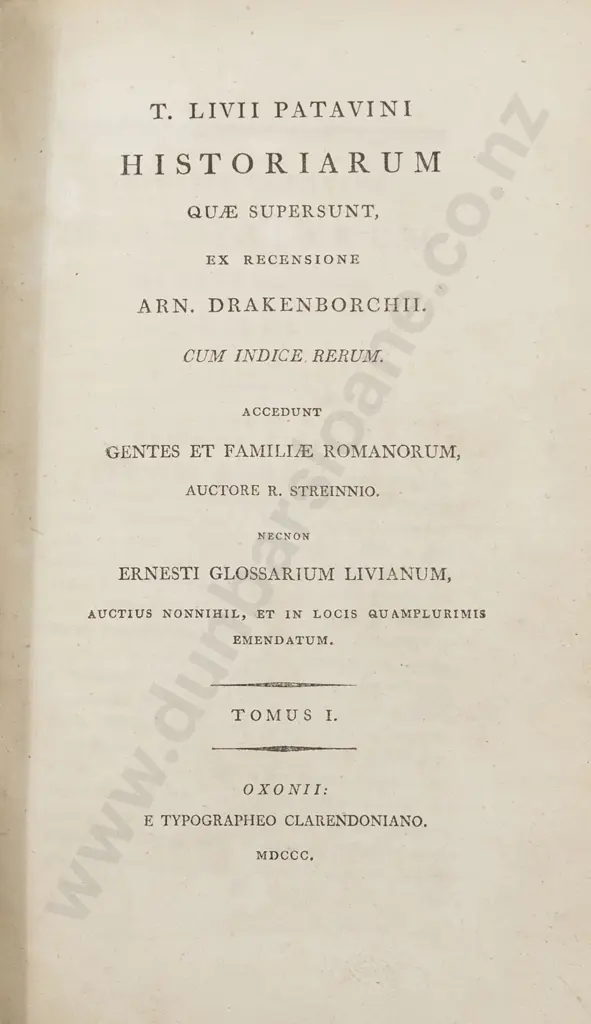 T. LIVII PATAVINI
HISTORIARUM
QUÆ SUPERSUNT,
EX RECENSIONE
ARN. DRAKENBORCHII.
CUM INDICE RERUM.
ACCEDUNT
GENTES ET FAMILIÆ ROMANORUM,
AUCTORE R. STREINNIO.
NECNON
ERNESTI GLOSSARIUM LIVIANUM,
AUCTIUS NONNIHIL, ET IN LOCIS QUAMPLURIMIS
EMENDATUM.
TOMUS I.
OXONII:
E TYPOGRAPHEO CLARENDONIANO.
MDCCC.
www.dunbarsloane.co.nz